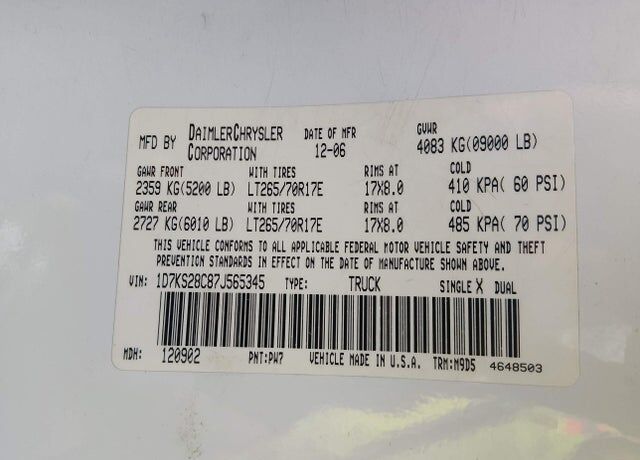 MFD BY DAIMLERCHRYSLER CORPORATION DATE OF MFR 12-06 GVWR 4083 KG(09000 LB)
GAWR FRONT WITH TIRES RIMS AT COLD
2359 KG(5200 LB) LT265/70R17E 17X8.0 410 KPA( 60 PSI)
GAWR REAR WITH TIRES RIMS AT COLD
2727 KG(6010 LB) LT265/70R17E 17X8.0 485 KPA( 70 PSI)
THIS VEHICLE CONFORMS TO ALL APPLICABLE FEDERAL MOTOR VEHICLE SAFETY AND THEFT
PREVENTION STANDARDS IN EFFECT ON THE DATE OF MANUFACTURE SHOWN ABOVE.
VIN: 1D7KS28C87J565345 TYPE: TRUCK SINGLE X DUAL
MDH: 120902 PNT:PW7 VEHICLE MADE IN U.S.A. TRM:M9D5 4648503